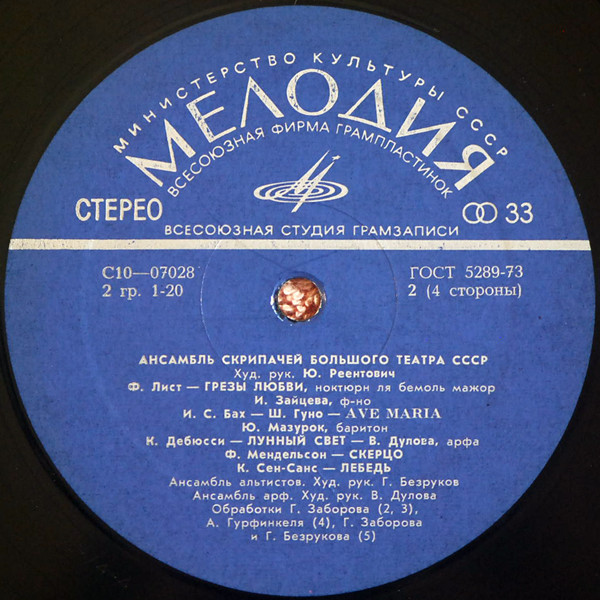 МИНИСТЕРСТВО КУЛЬТУРЫ СССР
МЕЛОДИЯ
ВСЕСОЮЗНАЯ ФИРМА ГРАМПЛАСТИНОК
СТЕРЕО
33
ВСЕСОЮЗНАЯ СТУДИЯ ГРАМЗАПИСИ
С10—07028 ГОСТ 5289-73
2 гр. 1-20 2 (4 стороны)
АНСАМБЛЬ СКРИПАЧЕЙ БОЛЬШОГО ТЕАТРА СССР
Худ. рук. Ю. Реентович
Ф. Лист — ГРЕЗЫ ЛЮБВИ, ноктюрн ля бемоль мажор
И. Зайцева, ф-но
И. С. Бах — Ш. Гуно — AVE MARIA
Ю. Мазурок, баритон
К. Дебюсси — ЛУННЫЙ СВЕТ — В. Дулова, арфа
Ф. Мендельсон — СКЕРЦО
К. Сен-Санс — ЛЕБЕДЬ
Ансамбль альтистов. Худ. рук. Г. Безруков
Ансамбль арф. Худ. рук. В. Дулова
Обработки Г. Заборова (2, 3),
А. Гурфинкеля (4), Г. Заборова
и Г. Безрукова (5)